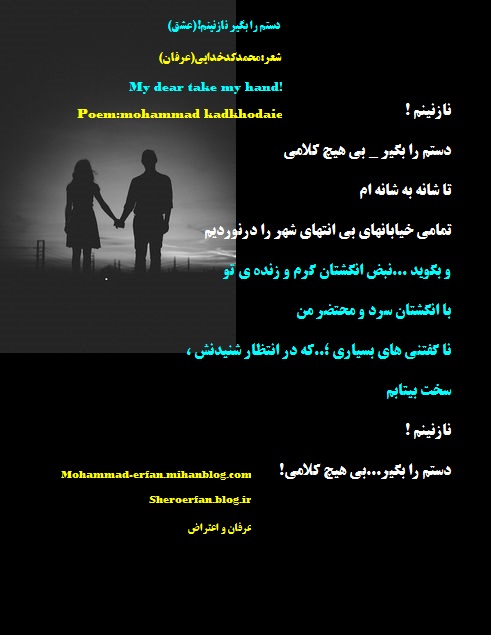 دستم را بگیر نازنینم!(عشق)
شعر:محمدکدخدایی(عرفان)
My dear take my hand!
Poem:mohammad kadkhodaie
نازنینم !
دستم را بگیر _ بی هیچ کلامی
تا شانه به شانه ام
تمامی خیابانهای بی انتهای شهر را درنوردیم
و بگوید ...نبض انگشتان گرم و زنده ی تو
با انگشتان سرد و محتضر من
نا گفتنی های بسیاری ؛..که در انتظار شنیدنش ،
سخت بیتابم
نازنینم !
دستم را بگیر...بی هیچ کلامی!
Mohammad-erfan.mihanblog.com
Sheroerfan.blog.ir
عرفان و اعتراض